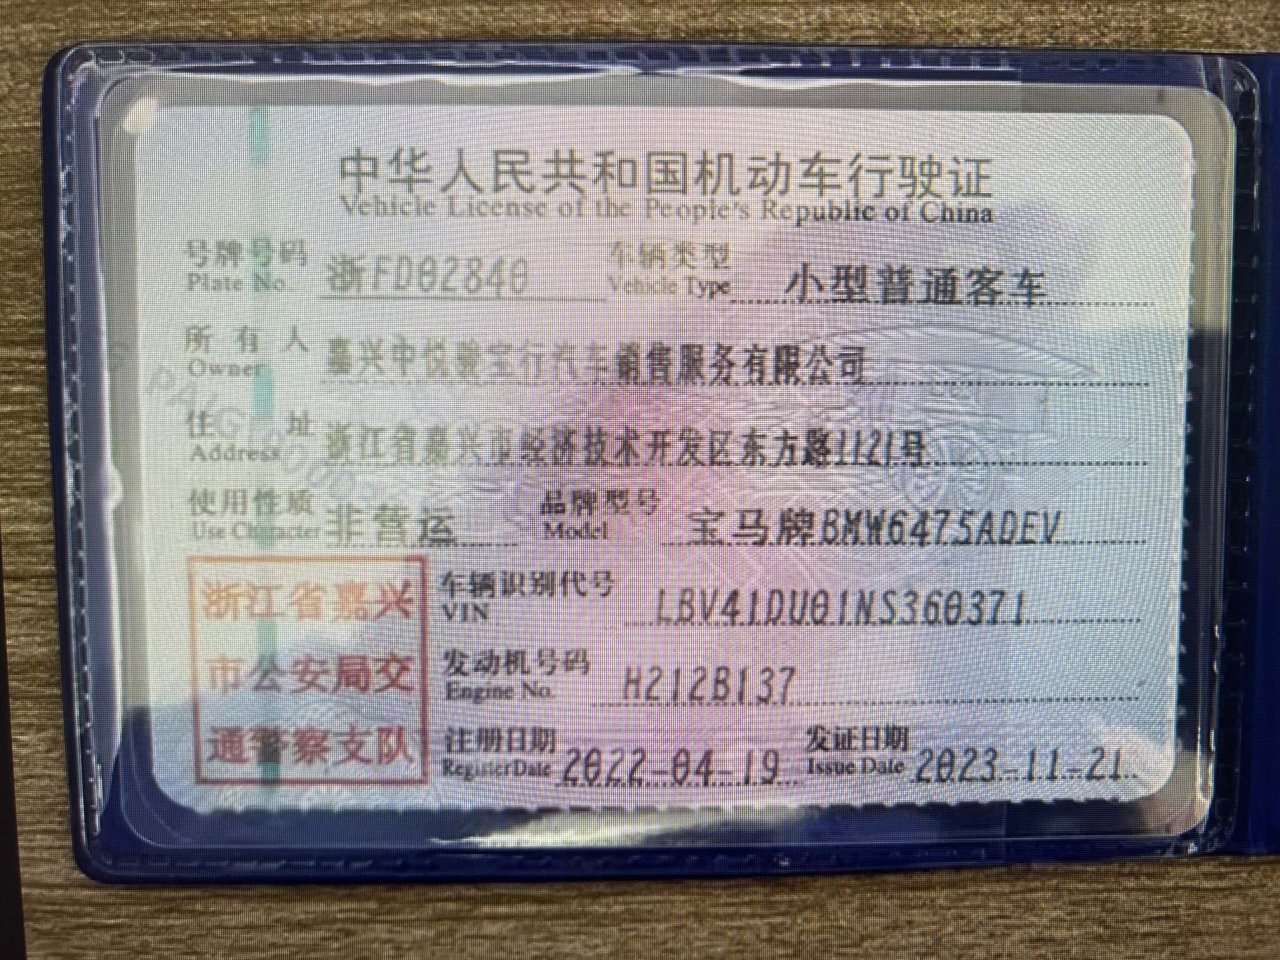 中华人民共和国机动车行驶证
Vehicle License of the People's Republic of China
号牌号码 浙FD02840 车辆类型 小型普通客车
Plate No. Vehicle Type
所有人 嘉兴中悦骏宝行汽车销售服务有限公司
Owner
住址 浙江省嘉兴市经济技术开发区东方路1121号
Address
使用性质 非营运 品牌型号 宝马牌BMW6475ADEV
Use Character Model
浙江省嘉兴
市公安局交
通警察支队
车辆识别代号 LBV41DU01NS360371
VIN
发动机号码 H212B137
Engine No.
注册日期 2022-04-19 发证日期 2023-11-21
Register Date Issue Date